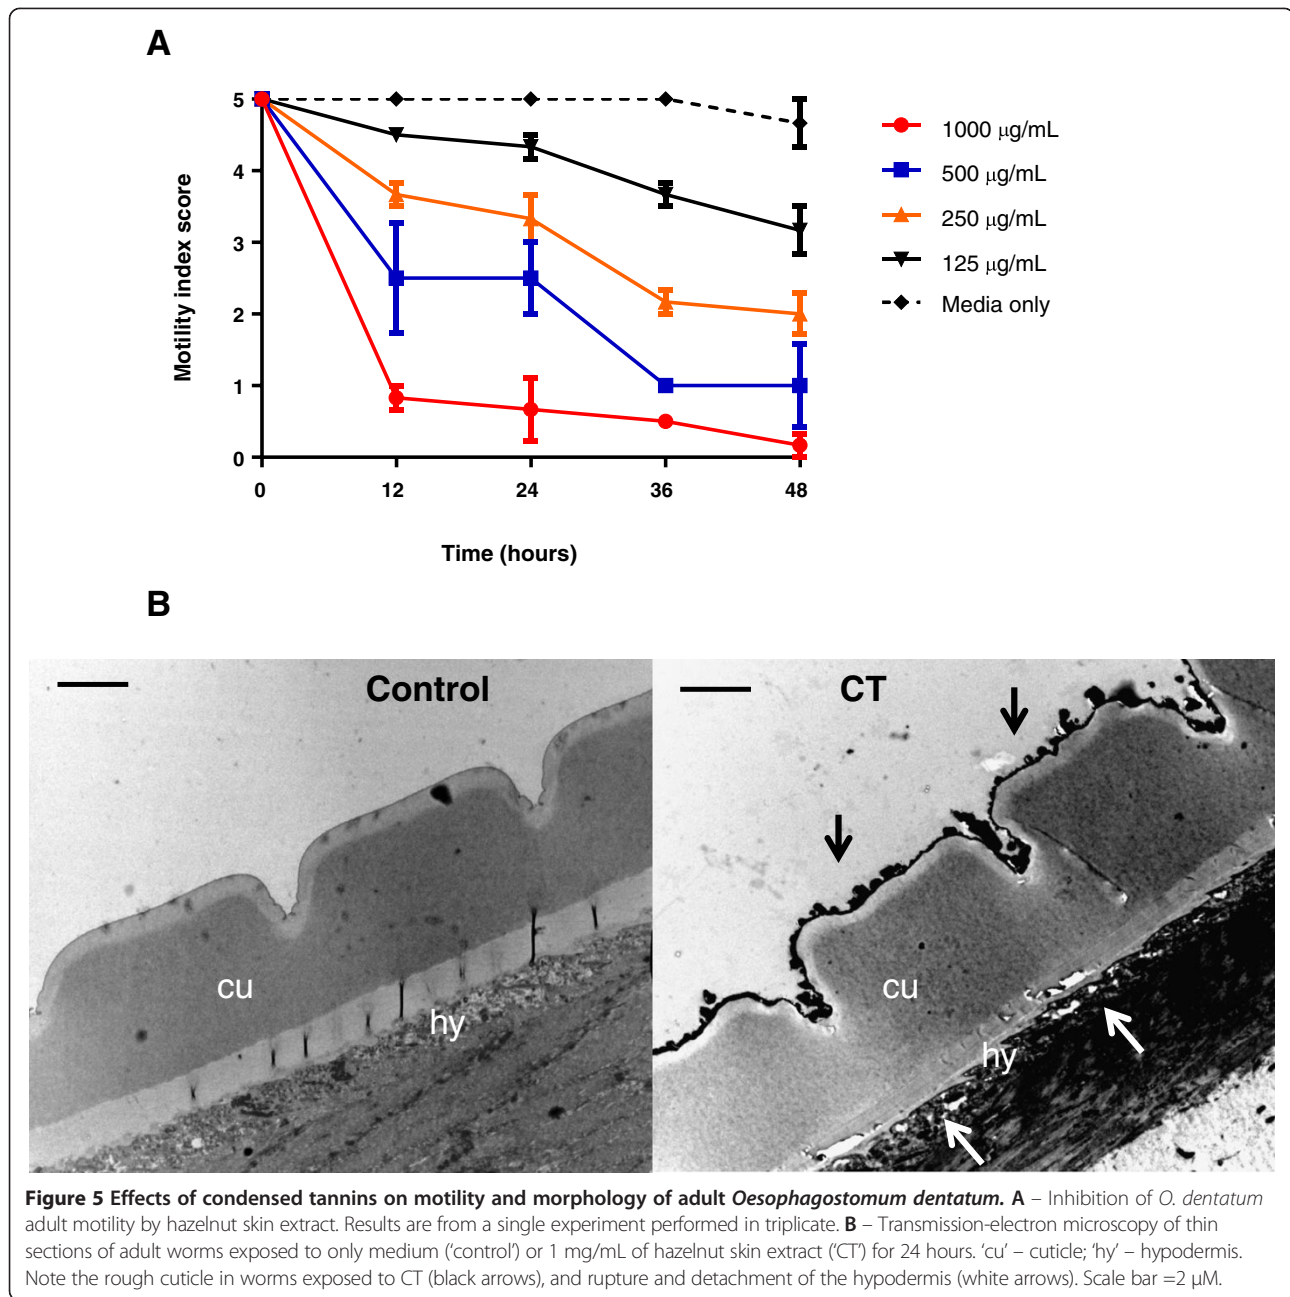 A
5
4
3
2
1
0
Motility index score
0 12 24 36 48
Time (hours)
1000 μg/mL
500 μg/mL
250 μg/mL
125 μg/mL
Media only
B
Control
cu
hy
CT
cu
hy
Figure 5 Effects of condensed tannins on motility and morphology of adult Oesophagostomum dentatum. A – Inhibition of O. dentatum
adult motility by hazelnut skin extract. Results are from a single experiment performed in triplicate. B – Transmission-electron microscopy of thin
sections of adult worms exposed to only medium (‘control’) or 1 mg/mL of hazelnut skin extract (‘CT’) for 24 hours. ‘cu’ – cuticle; ‘hy’ – hypodermis.
Note the rough cuticle in worms exposed to CT (black arrows), and rupture and detachment of the hypodermis (white arrows). Scale bar =2 μM.